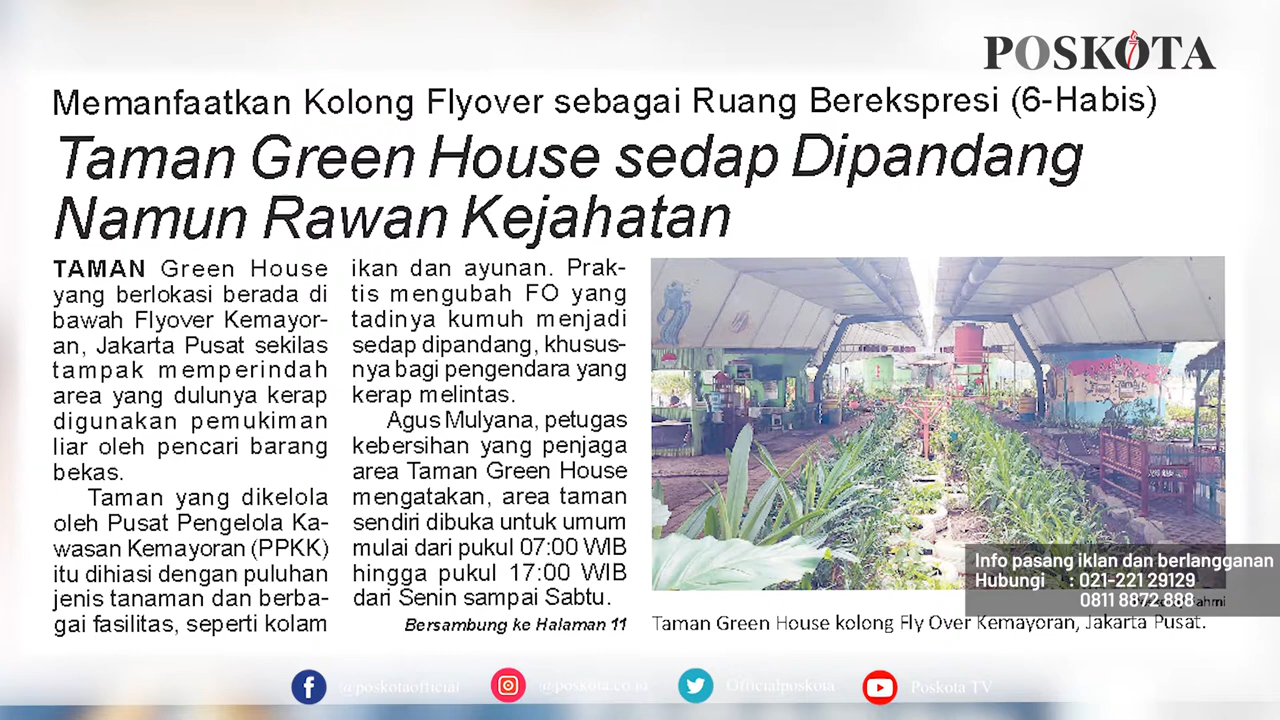 POSKOTA
Memanfaatkan Kolong Flyover sebagai Ruang Berekspresi (6-Habis)
Taman Green House sedap Dipandang
Namun Rawan Kejahatan
TAMAN Green House
yang berlokasi berada di
bawah Flyover Kemayor-
an, Jakarta Pusat sekilas
tampak memperindah
area yang dulunya kerap
digunakan pemukiman
liar oleh pencari barang
bekas.
Taman yang dikelola
oleh Pusat Pengelola Ka-
wasan Kemayoran (PPKK)
itu dihiasi dengan puluhan
jenis tanaman dan berba-
gai fasilitas, seperti kolam
ikan dan ayunan. Prak-
tis mengubah FO yang
tadinya kumuh menjadi
sedap dipandang, khusus-
nya bagi pengendara yang
kerap melintas.
Agus Mulyana, petugas
kebersihan yang penjaga
area Taman Green House
mengatakan, area taman
sendiri dibuka untuk umum
mulai dari pukul 07:00 WIB
hingga pukul 17:00 WIB
dari Senin sampai Sabtu.
Bersambung ke Halaman 11
Info pasang iklan dan berlangganan
Hubungi : 021-221 29129
0811 8872 888
Taman Green House kolong Fly Over Kemayoran, Jakarta Pusat.
@poskotaofficial
@poskota.co.id
Officialposkota
Poskota TV